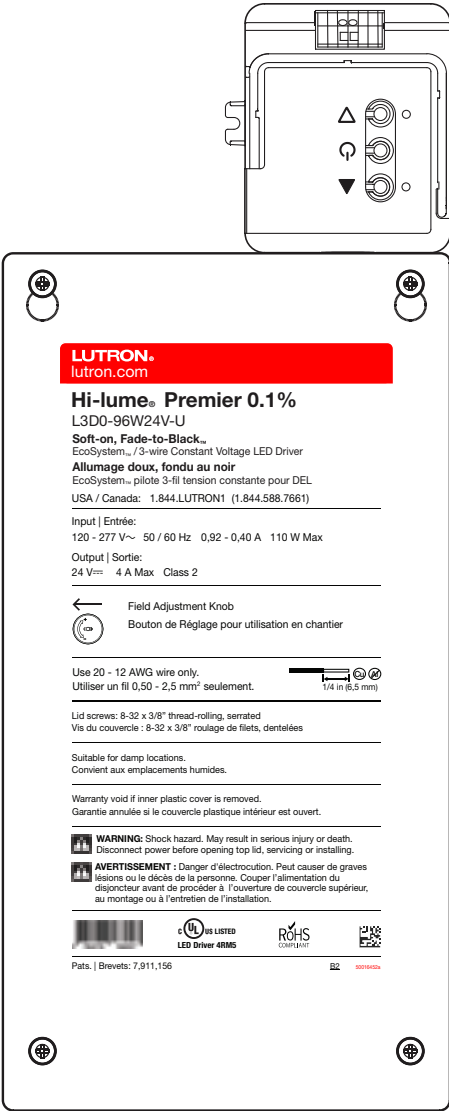 LUTRON®
lutron.com
Hi-lume® Premier 0.1%
L3D0-96W24V-U
Soft-on, Fade-to-Black™
EcoSystem™ / 3-wire Constant Voltage LED Driver
Allumage doux, fondu au noir
EcoSystem™ pilote 3-fil tension constante pour DEL
USA / Canada: 1.844.LUTRON1 (1.844.588.7661)
Input | Entrée:
120 - 277 V~ 50 / 60 Hz 0,92 - 0,40 A 110 W Max
Output | Sortie:
24 V⎓ 4 A Max Class 2
Field Adjustment Knob
Bouton de Réglage pour utilisation en chantier
Use 20 - 12 AWG wire only.
Utiliser un fil 0,50 - 2,5 mm² seulement.
Cu Al
1/4 in (6,5 mm)
Lid screws: 8-32 x 3/8" thread-rolling, serrated
Vis du couvercle : 8-32 x 3/8" roulage de filets, dentelées
Suitable for damp locations.
Convient aux emplacements humides.
Warranty void if inner plastic cover is removed.
Garantie annulée si le couvercle plastique intérieur est ouvert.
WARNING: Shock hazard. May result in serious injury or death.
Disconnect power before opening top lid, servicing or installing.
AVERTISSEMENT : Danger d'électrocution. Peut causer de graves
lésions ou le décès de la personne. Couper l'alimentation du
disjoncteur avant de procéder à l'ouverture de couvercle supérieur,
au montage ou à l'entretien de l'installation.
c UL US LISTED
LED Driver 4RM5
RoHS
COMPLIANT
Pats. | Brevets: 7,911,156
B2
50016452a